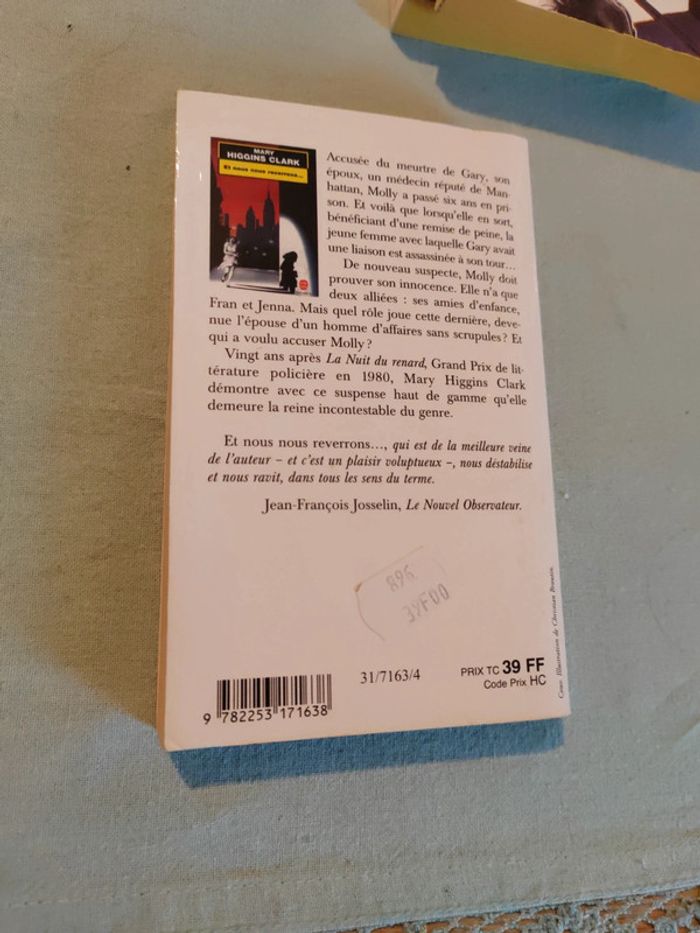 MARY
HIGGINS CLARK
Et nous nous reverrons...
Accusée du meurtre de Gary, son
époux, un médecin réputé de Man-
hattan, Molly a passé six ans en pri-
son. Et voilà que lorsqu'elle en sort,
bénéficiant d'une remise de peine, la
jeune femme avec laquelle Gary avait
une liaison est assassinée à son tour...
De nouveau suspecte, Molly doit
prouver son innocence. Elle n'a que
deux alliées : ses amies d'enfance,
Fran et Jenna. Mais quel rôle joue cette dernière, deve-
nue l'épouse d'un homme d'affaires sans scrupules ? Et
qui a voulu accuser Molly ?
Vingt ans après La Nuit du renard, Grand Prix de lit-
térature policière en 1980, Mary Higgins Clark
démontre avec ce suspense haut de gamme qu'elle
demeure la reine incontestable du genre.
Et nous nous reverrons..., qui est de la meilleure veine
de l'auteur – et c'est un plaisir voluptueux –, nous déstabilise
et nous ravit, dans tous les sens du terme.
Jean-François Josselin, Le Nouvel Observateur.
896
39F00
31/7163/4
PRIX TC 39 FF
Code Prix HC
9 782253 171638
Couv. Illustration de Christian Broutin.